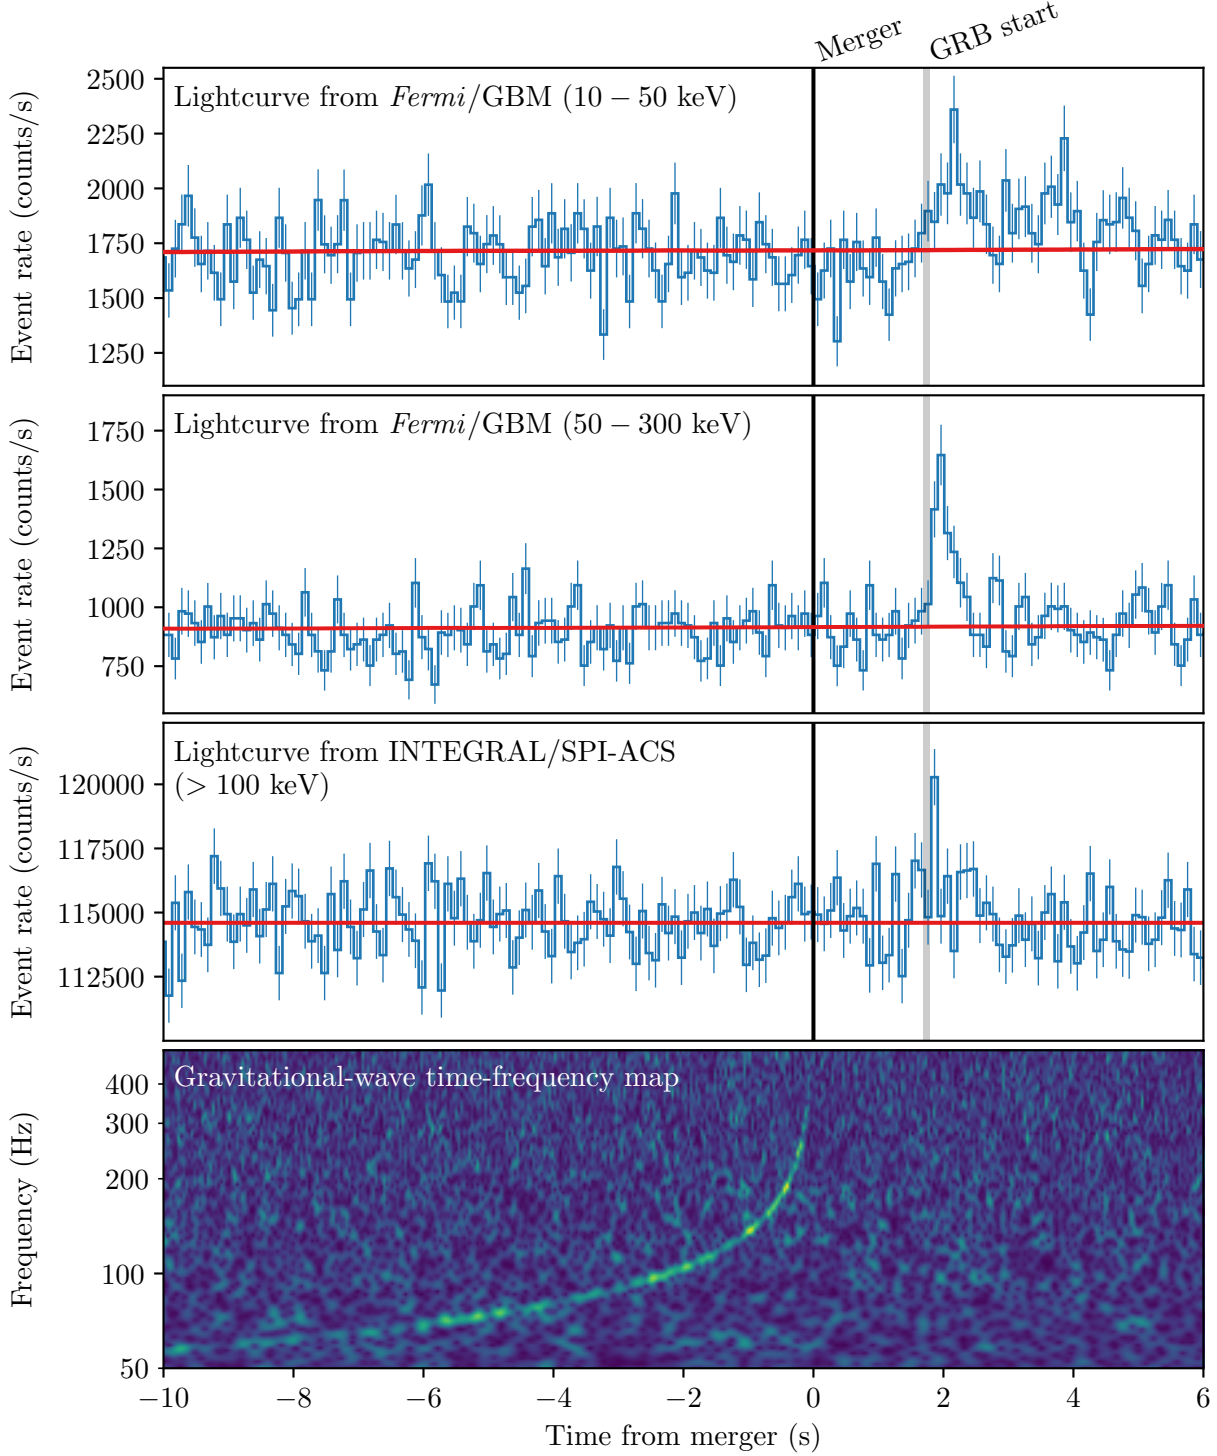 Merger
GRB start
Lightcurve from Fermi/GBM (10 − 50 keV)
Event rate (counts/s)
2500
2250
2000
1750
1500
1250
Lightcurve from Fermi/GBM (50 − 300 keV)
Event rate (counts/s)
1750
1500
1250
1000
750
Lightcurve from INTEGRAL/SPI-ACS
(> 100 keV)
Event rate (counts/s)
120000
117500
115000
112500
Gravitational-wave time-frequency map
Frequency (Hz)
400
300
200
100
50
−10 −8 −6 −4 −2 0 2 4 6
Time from merger (s)